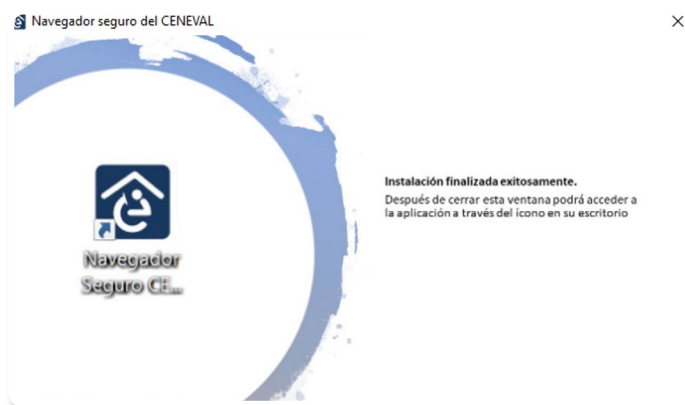 Navegador seguro del CENEVAL
Instalación finalizada exitosamente.
Después de cerrar esta ventana podrá acceder a
la aplicación a través del ícono en su escritorio
Navegador
Seguro CE...